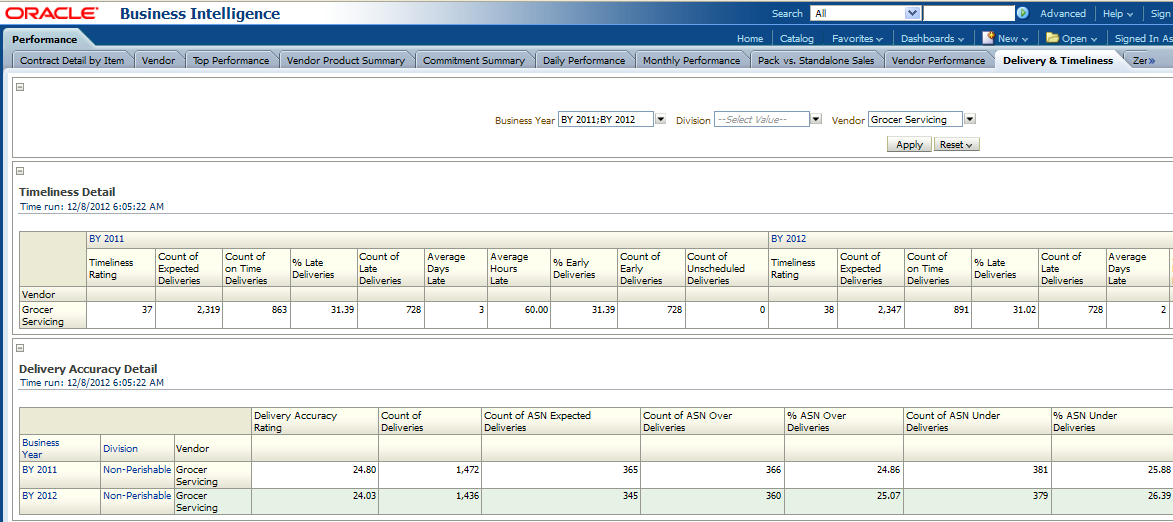 ORACLE Business Intelligence Search All Advanced Help Sign
Performance Home Catalog Favorites Dashboards New Open Signed In As
Contract Detail by Item Vendor Top Performance Vendor Product Summary Commitment Summary Daily Performance Monthly Performance Pack vs. Standalone Sales Vendor Performance Delivery & Timeliness Zer»
Business Year BY 2011;BY 2012 Division --Select Value-- Vendor Grocer Servicing
Apply Reset
Timeliness Detail
Time run: 12/8/2012 6:05:22 AM
BY 2011 BY 2012
Timeliness Rating Count of Expected Deliveries Count of on Time Deliveries % Late Deliveries Count of Late Deliveries Average Days Late Average Hours Late % Early Deliveries Count of Early Deliveries Count of Unscheduled Deliveries Timeliness Rating Count of Expected Deliveries Count of on Time Deliveries % Late Deliveries Count of Late Deliveries Average Days Late
Vendor
Grocer Servicing 37 2,319 863 31.39 728 3 60.00 31.39 728 0 38 2,347 891 31.02 728 2
Delivery Accuracy Detail
Time run: 12/8/2012 6:05:22 AM
Delivery Accuracy Rating Count of Deliveries Count of ASN Expected Deliveries Count of ASN Over Deliveries % ASN Over Deliveries Count of ASN Under Deliveries % ASN Under Deliveries
Business Year Division Vendor
BY 2011 Non-Perishable Grocer Servicing 24.80 1,472 365 366 24.86 381 25.88
BY 2012 Non-Perishable Grocer Servicing 24.03 1,436 345 360 25.07 379 26.39